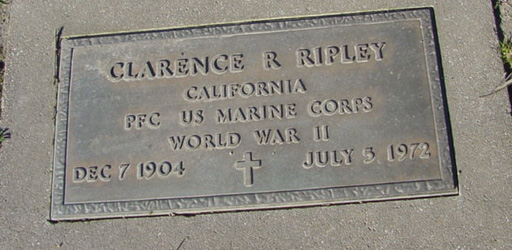 CLARENCE R RIPLEY
CALIFORNIA
PFC US MARINE CORPS
WORLD WAR II
DEC 7 1904 JULY 5 1972